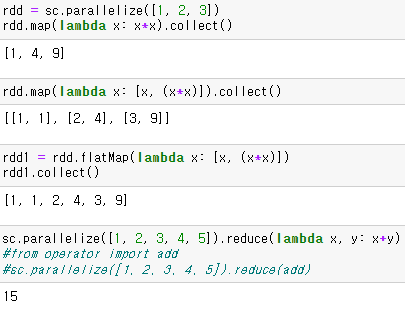 rdd = sc.parallelize([1, 2, 3])
rdd.map(lambda x: x*x).collect()
[1, 4, 9]
rdd.map(lambda x: [x, (x*x)]).collect()
[[1, 1], [2, 4], [3, 9]]
rdd1 = rdd.flatMap(lambda x: [x, (x*x)])
rdd1.collect()
[1, 1, 2, 4, 3, 9]
sc.parallelize([1, 2, 3, 4, 5]).reduce(lambda x, y: x+y)
#from operator import add
#sc.parallelize([1, 2, 3, 4, 5]).reduce(add)
15